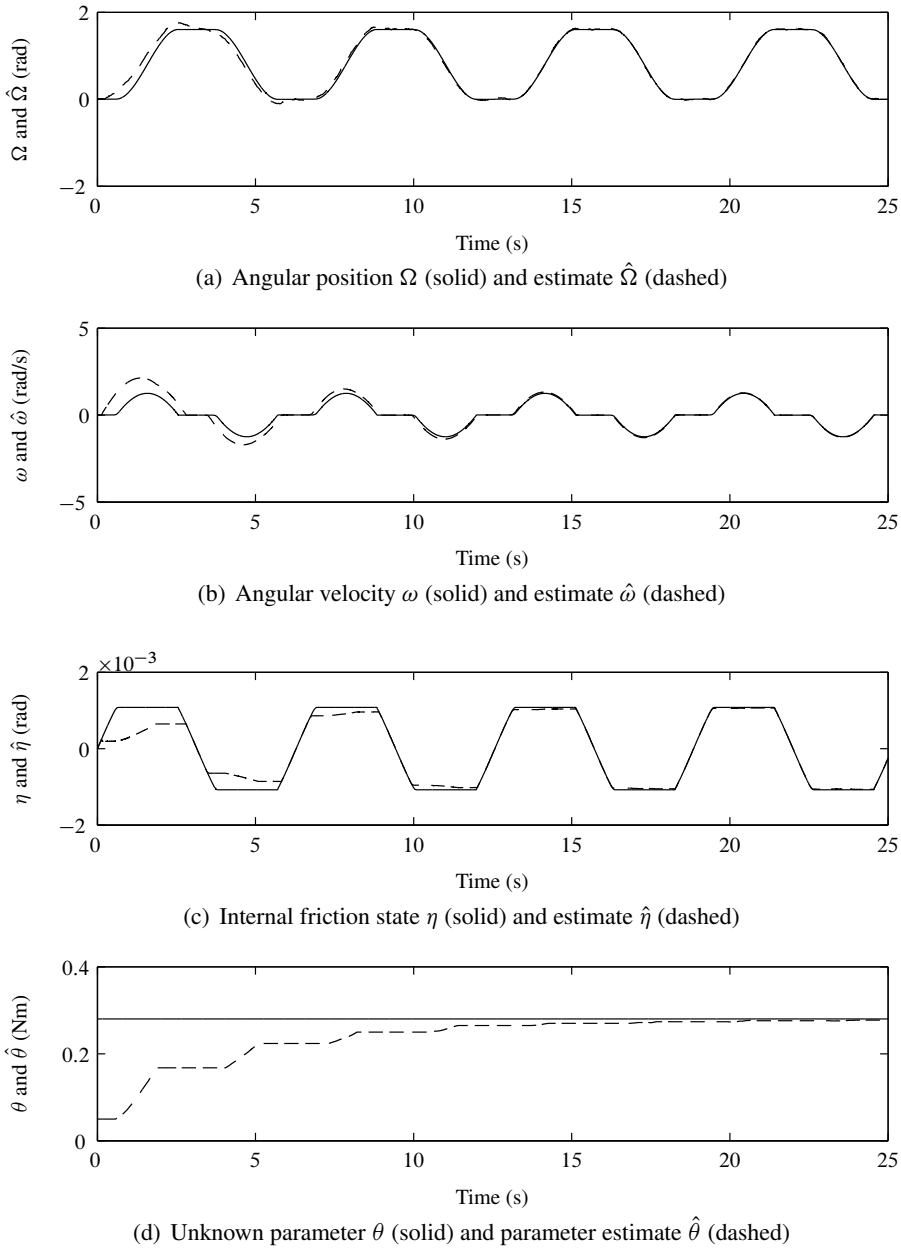 2
0
−2
Ω and Ω̂ (rad)
0 5 10 15 20 25
Time (s)
(a) Angular position Ω (solid) and estimate Ω̂ (dashed)
5
0
−5
ω and ω̂ (rad/s)
0 5 10 15 20 25
Time (s)
(b) Angular velocity ω (solid) and estimate ω̂ (dashed)
×10⁻³
2
0
−2
η and η̂ (rad)
0 5 10 15 20 25
Time (s)
(c) Internal friction state η (solid) and estimate η̂ (dashed)
0.4
0.2
0
θ and θ̂ (Nm)
0 5 10 15 20 25
Time (s)
(d) Unknown parameter θ (solid) and parameter estimate θ̂ (dashed)